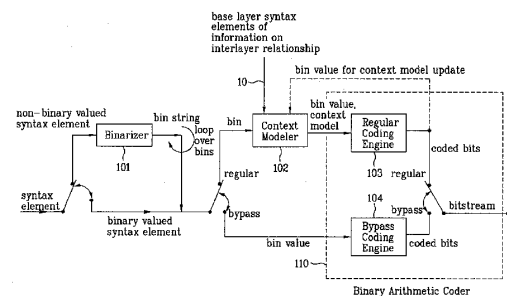 base layer syntax
elements of
information on
interlayer relationship
10
bin value for context model update
non-binary valued
syntax element
bin string
Binarizer
101
loop
over
bins
bin
Context
Modeler
102
bin value,
context
model
Regular
Coding
Engine
103
coded bits
regular
regular
syntax
element
binary valued
syntax element
bypass
bin value
104
Bypass
Coding
Engine
bypass
coded bits
bitstream
110
Binary Arithmetic Coder